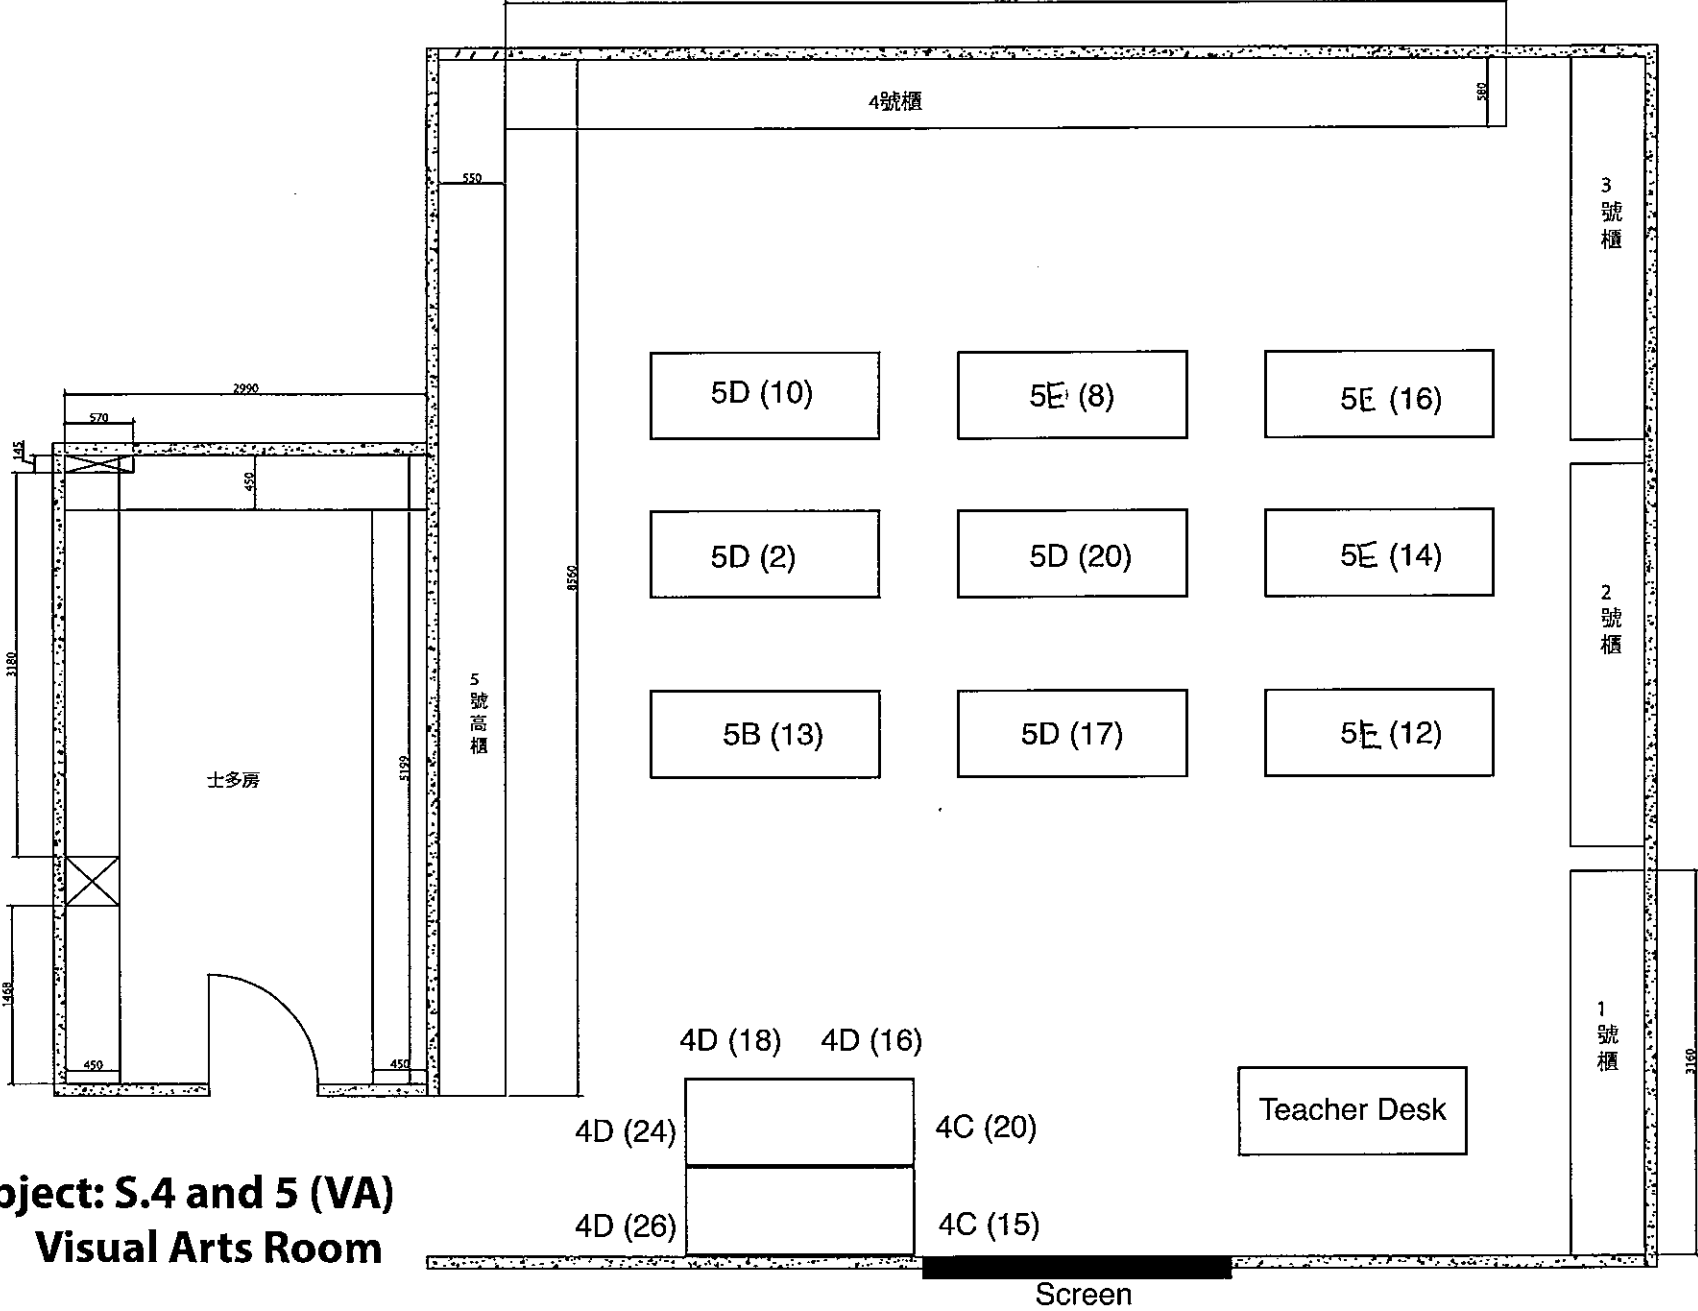 4號櫃
580
550
3號櫃
2990
570
145
450
5D (10)
5E (8)
5E (16)
5D (2)
5D (20)
5E (14)
8560
2號櫃
3180
5號高櫃
5B (13)
5D (17)
5E (12)
士多房
5199
1468
450
450
4D (18)
4D (16)
1號櫃
3160
4D (24)
4C (20)
Teacher Desk
4D (26)
4C (15)
bject: S.4 and 5 (VA)
Visual Arts Room
Screen